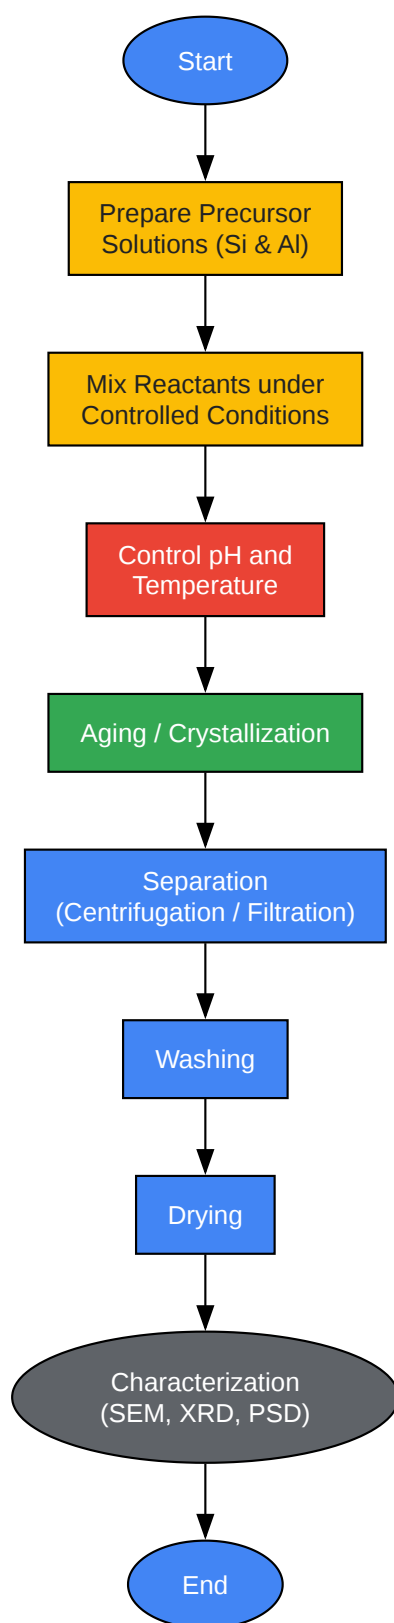 Start
Prepare Precursor
Solutions (Si & Al)
Mix Reactants under
Controlled Conditions
Control pH and
Temperature
Aging / Crystallization
Separation
(Centrifugation / Filtration)
Washing
Drying
Characterization
(SEM, XRD, PSD)
End